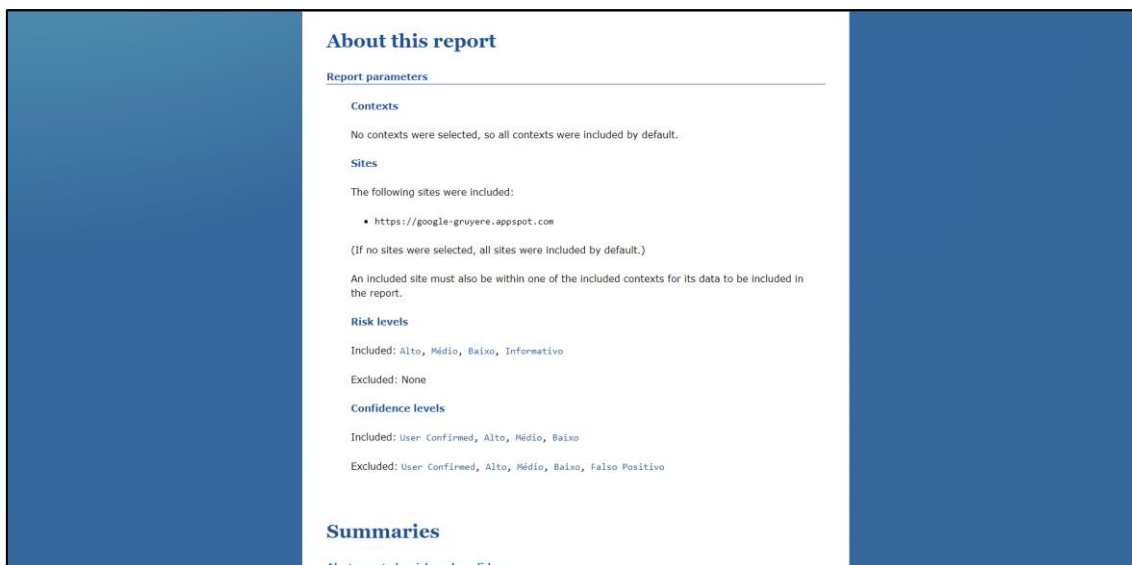 About this report
Report parameters
Contexts
No contexts were selected, so all contexts were included by default.
Sites
The following sites were included:
• https://google-gruyere.appspot.com
(If no sites were selected, all sites were included by default.)
An included site must also be within one of the included contexts for its data to be included in
the report.
Risk levels
Included: Alto, Médio, Baixo, Informativo
Excluded: None
Confidence levels
Included: User Confirmed, Alto, Médio, Baixo
Excluded: User Confirmed, Alto, Médio, Baixo, Falso Positivo
Summaries